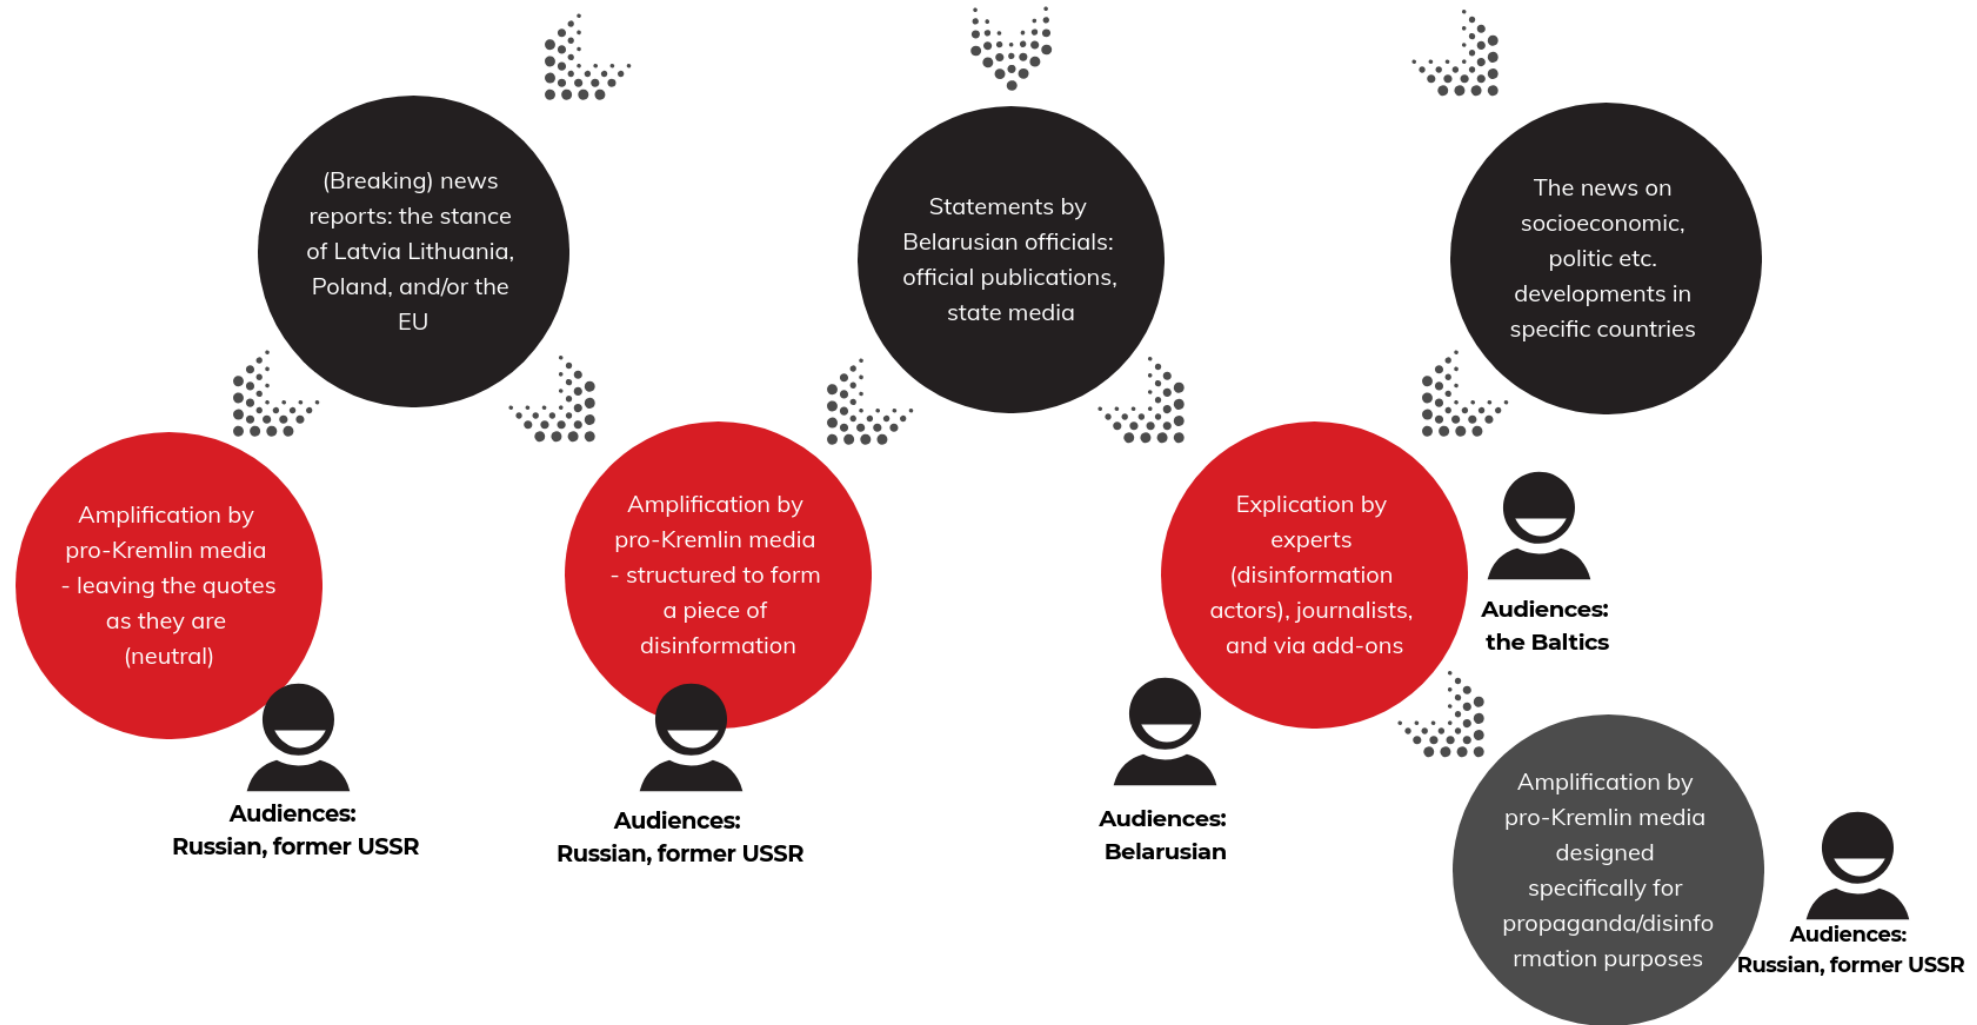 (Breaking) news
reports: the stance
of Latvia Lithuania,
Poland, and/or the
EU
Statements by
Belarusian officials:
official publications,
state media
The news on
socioeconomic,
politic etc.
developments in
specific countries
Amplification by
pro-Kremlin media
- leaving the quotes
as they are
(neutral)
Audiences:
Russian, former USSR
Amplification by
pro-Kremlin media
- structured to form
a piece of
disinformation
Audiences:
Russian, former USSR
Explication by
experts
(disinformation
actors), journalists,
and via add-ons
Audiences:
the Baltics
Audiences:
Belarusian
Amplification by
pro-Kremlin media
designed
specifically for
propaganda/disinfo
rmation purposes
Audiences:
Russian, former USSR